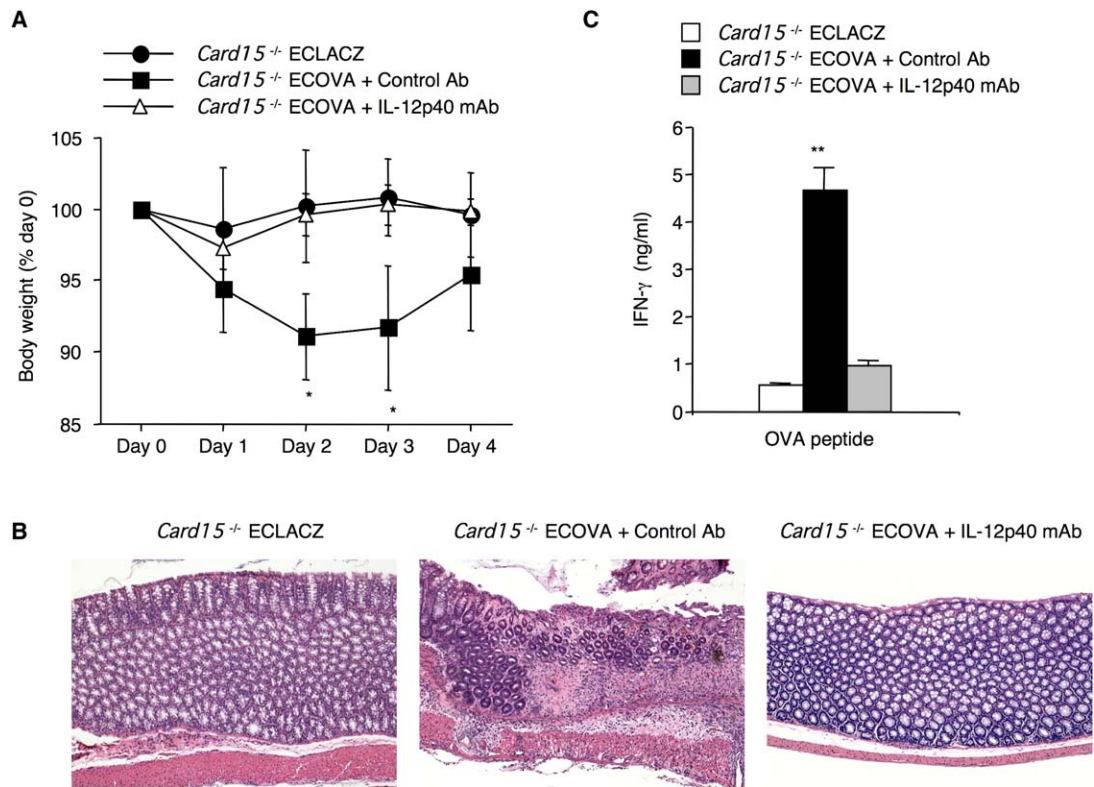 A
Card15 -/- ECLACZ
Card15 -/- ECOVA + Control Ab
Card15 -/- ECOVA + IL-12p40 mAb
105
100
95
90
85
Body weight (% day 0)
*
*
Day 0 Day 1 Day 2 Day 3 Day 4
C
Card15 -/- ECLACZ
Card15 -/- ECOVA + Control Ab
Card15 -/- ECOVA + IL-12p40 mAb
6
5
4
3
2
1
0
IFN-γ (ng/ml)
**
OVA peptide
B
Card15 -/- ECLACZ
Card15 -/- ECOVA + Control Ab
Card15 -/- ECOVA + IL-12p40 mAb